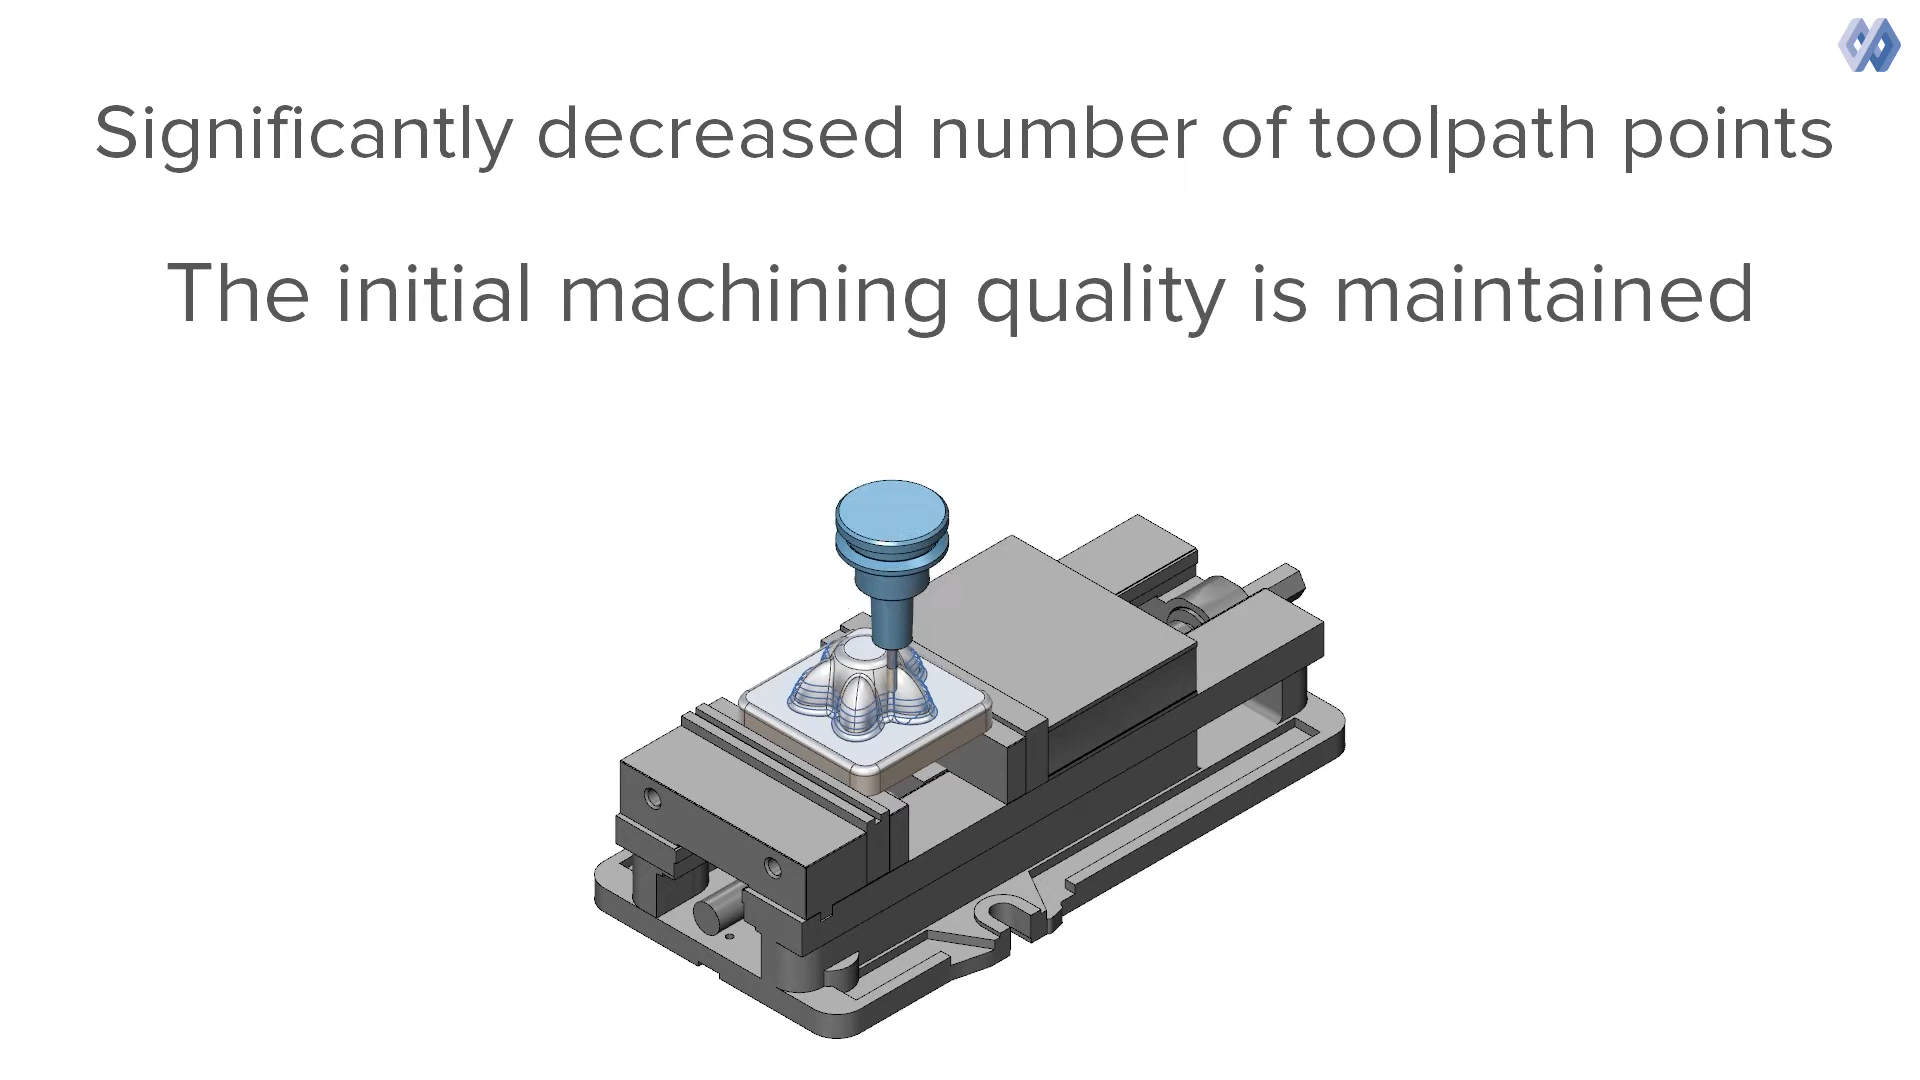 Significantly decreased number of toolpath points
The initial machining quality is maintained